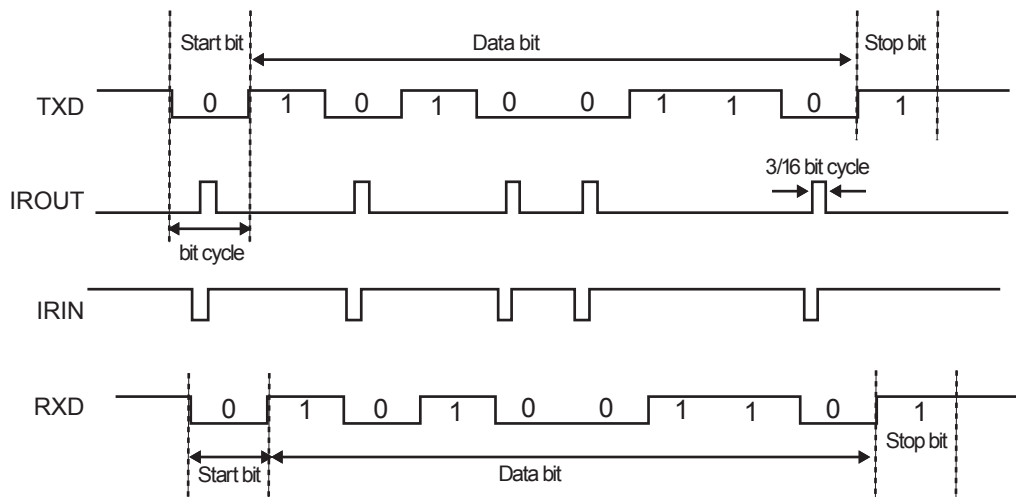 Start bit Data bit Stop bit
TXD 0 1 0 1 0 0 1 1 0 1
3/16 bit cycle
IROUT
bit cycle
IRIN
RXD 0 1 0 1 0 0 1 1 0 1
Start bit Data bit Stop bit